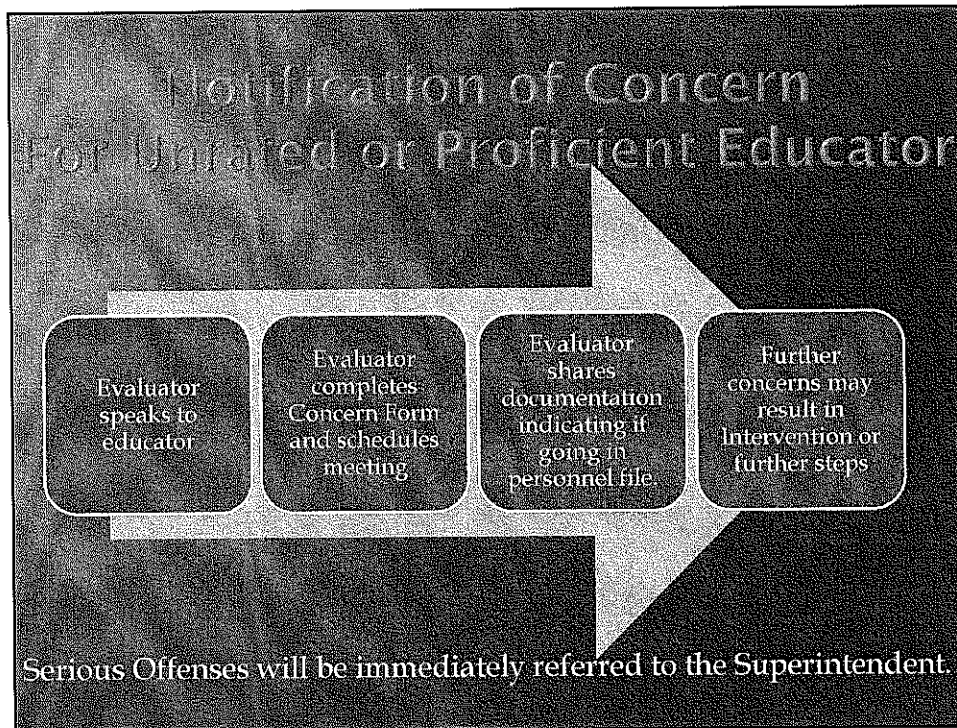 Notification of Concern
For Unrated or Proficient Educator
Evaluator
speaks to
educator
Evaluator
completes
Concern Form
and schedules
meeting
Evaluator
shares
documentation
indicating if
going in
personnel file.
Further
concerns may
result in
Intervention or
further steps
Serious Offenses will be immediately referred to the Superintendent.